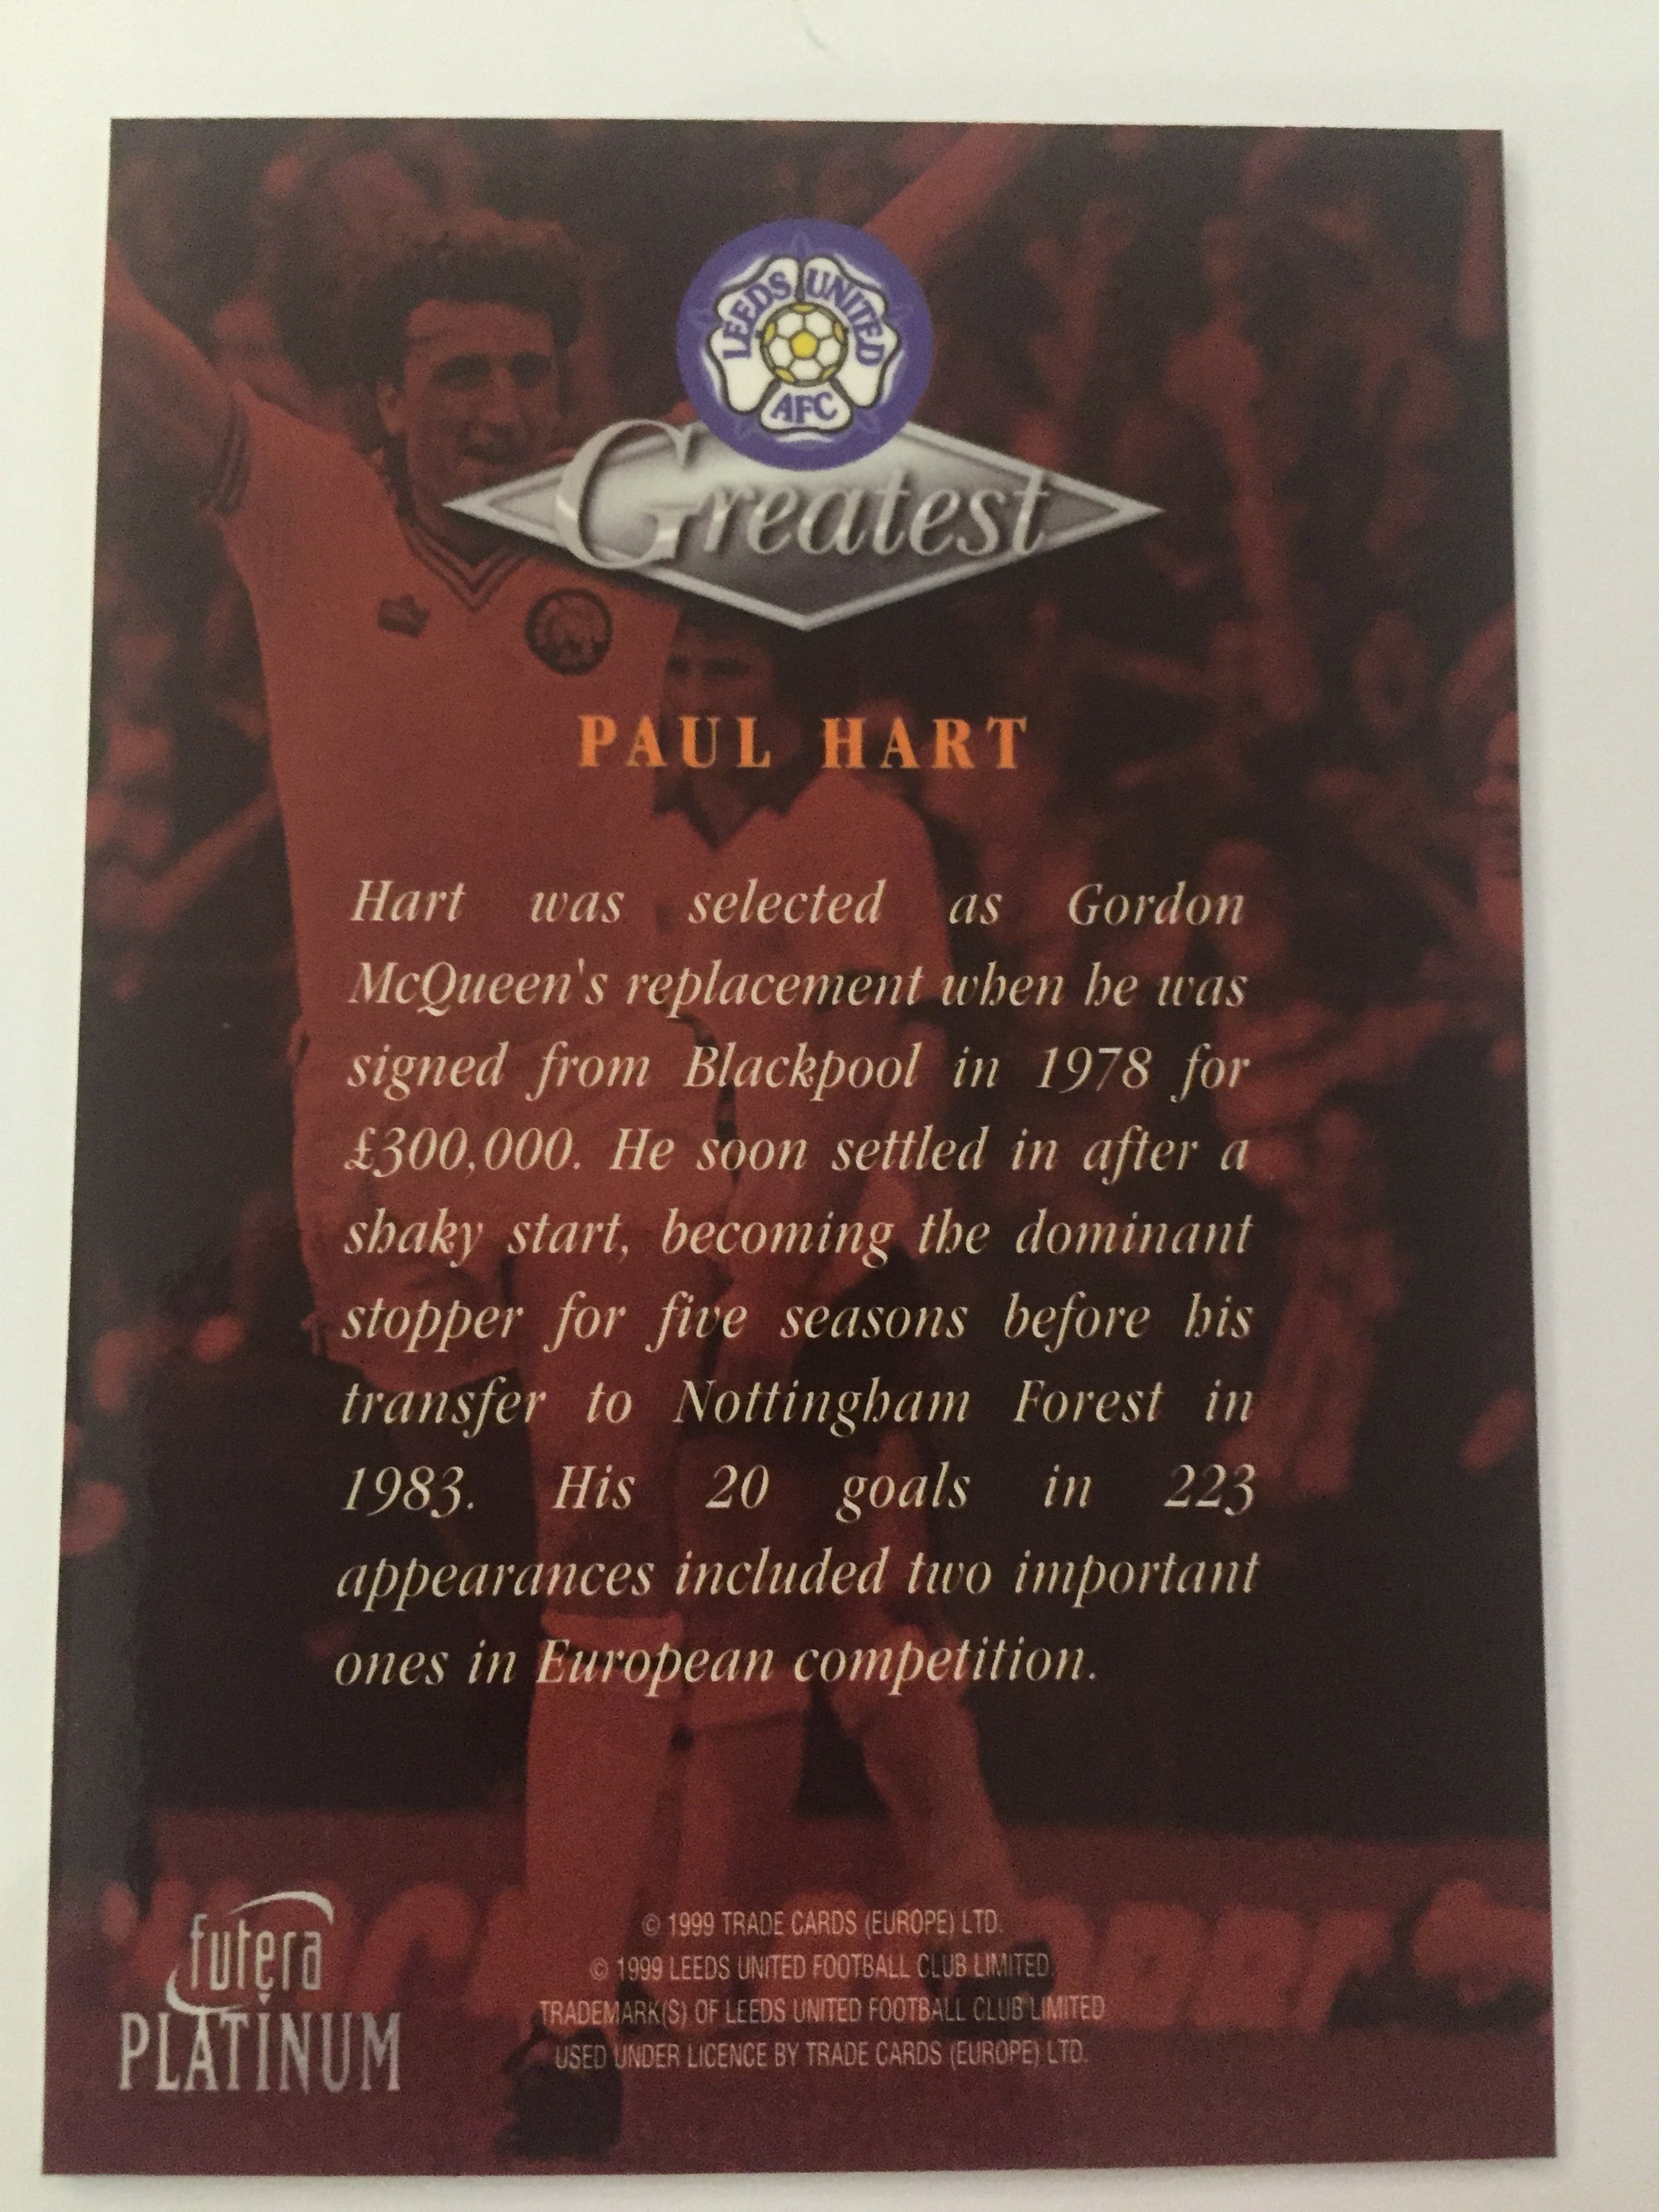 LEEDS UNITED
AFC
Greatest
PAUL HART
Hart was selected as Gordon
McQueen's replacement when he was
signed from Blackpool in 1978 for
£300,000. He soon settled in after a
shaky start, becoming the dominant
stopper for five seasons before his
transfer to Nottingham Forest in
1983. His 20 goals in 223
appearances included two important
ones in European competition.
futera
PLATINUM
© 1999 TRADE CARDS (EUROPE) LTD.
© 1999 LEEDS UNITED FOOTBALL CLUB LIMITED
TRADEMARK(S) OF LEEDS UNITED FOOTBALL CLUB LIMITED
USED UNDER LICENCE BY TRADE CARDS (EUROPE) LTD.